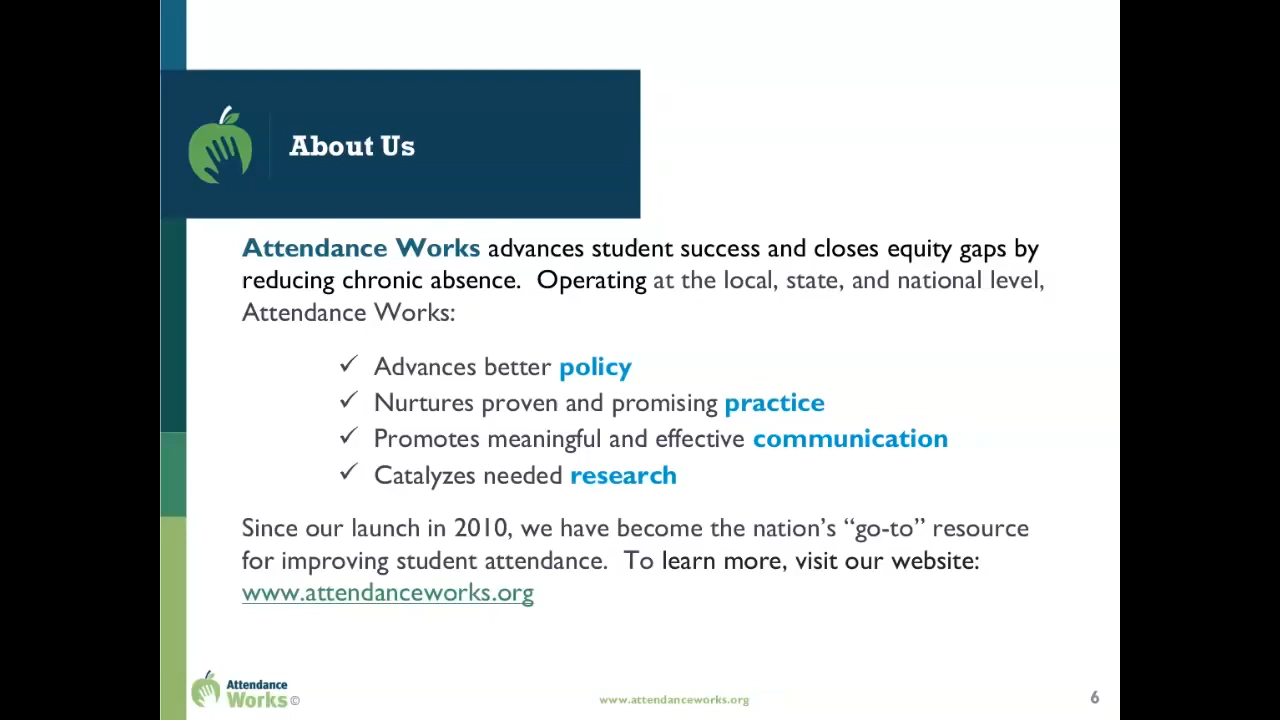 About Us
Attendance Works advances student success and closes equity gaps by
reducing chronic absence.  Operating at the local, state, and national level,
Attendance Works:
✓ Advances better policy
✓ Nurtures proven and promising practice
✓ Promotes meaningful and effective communication
✓ Catalyzes needed research
Since our launch in 2010, we have become the nation’s “go-to” resource
for improving student attendance.  To learn more, visit our website:
www.attendanceworks.org
Attendance
Works ©
www.attendanceworks.org
6